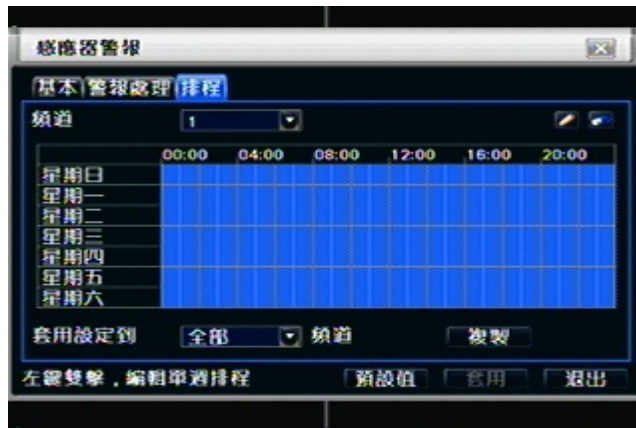 感應器警報
基本 警報處理 排程
頻道 1
00:00 04:00 08:00 12:00 16:00 20:00
星期日
星期一
星期二
星期三
星期四
星期五
星期六
套用設定到 全部 頻道 複製
左鍵雙擊，編輯單週排程 預設值 套用 退出